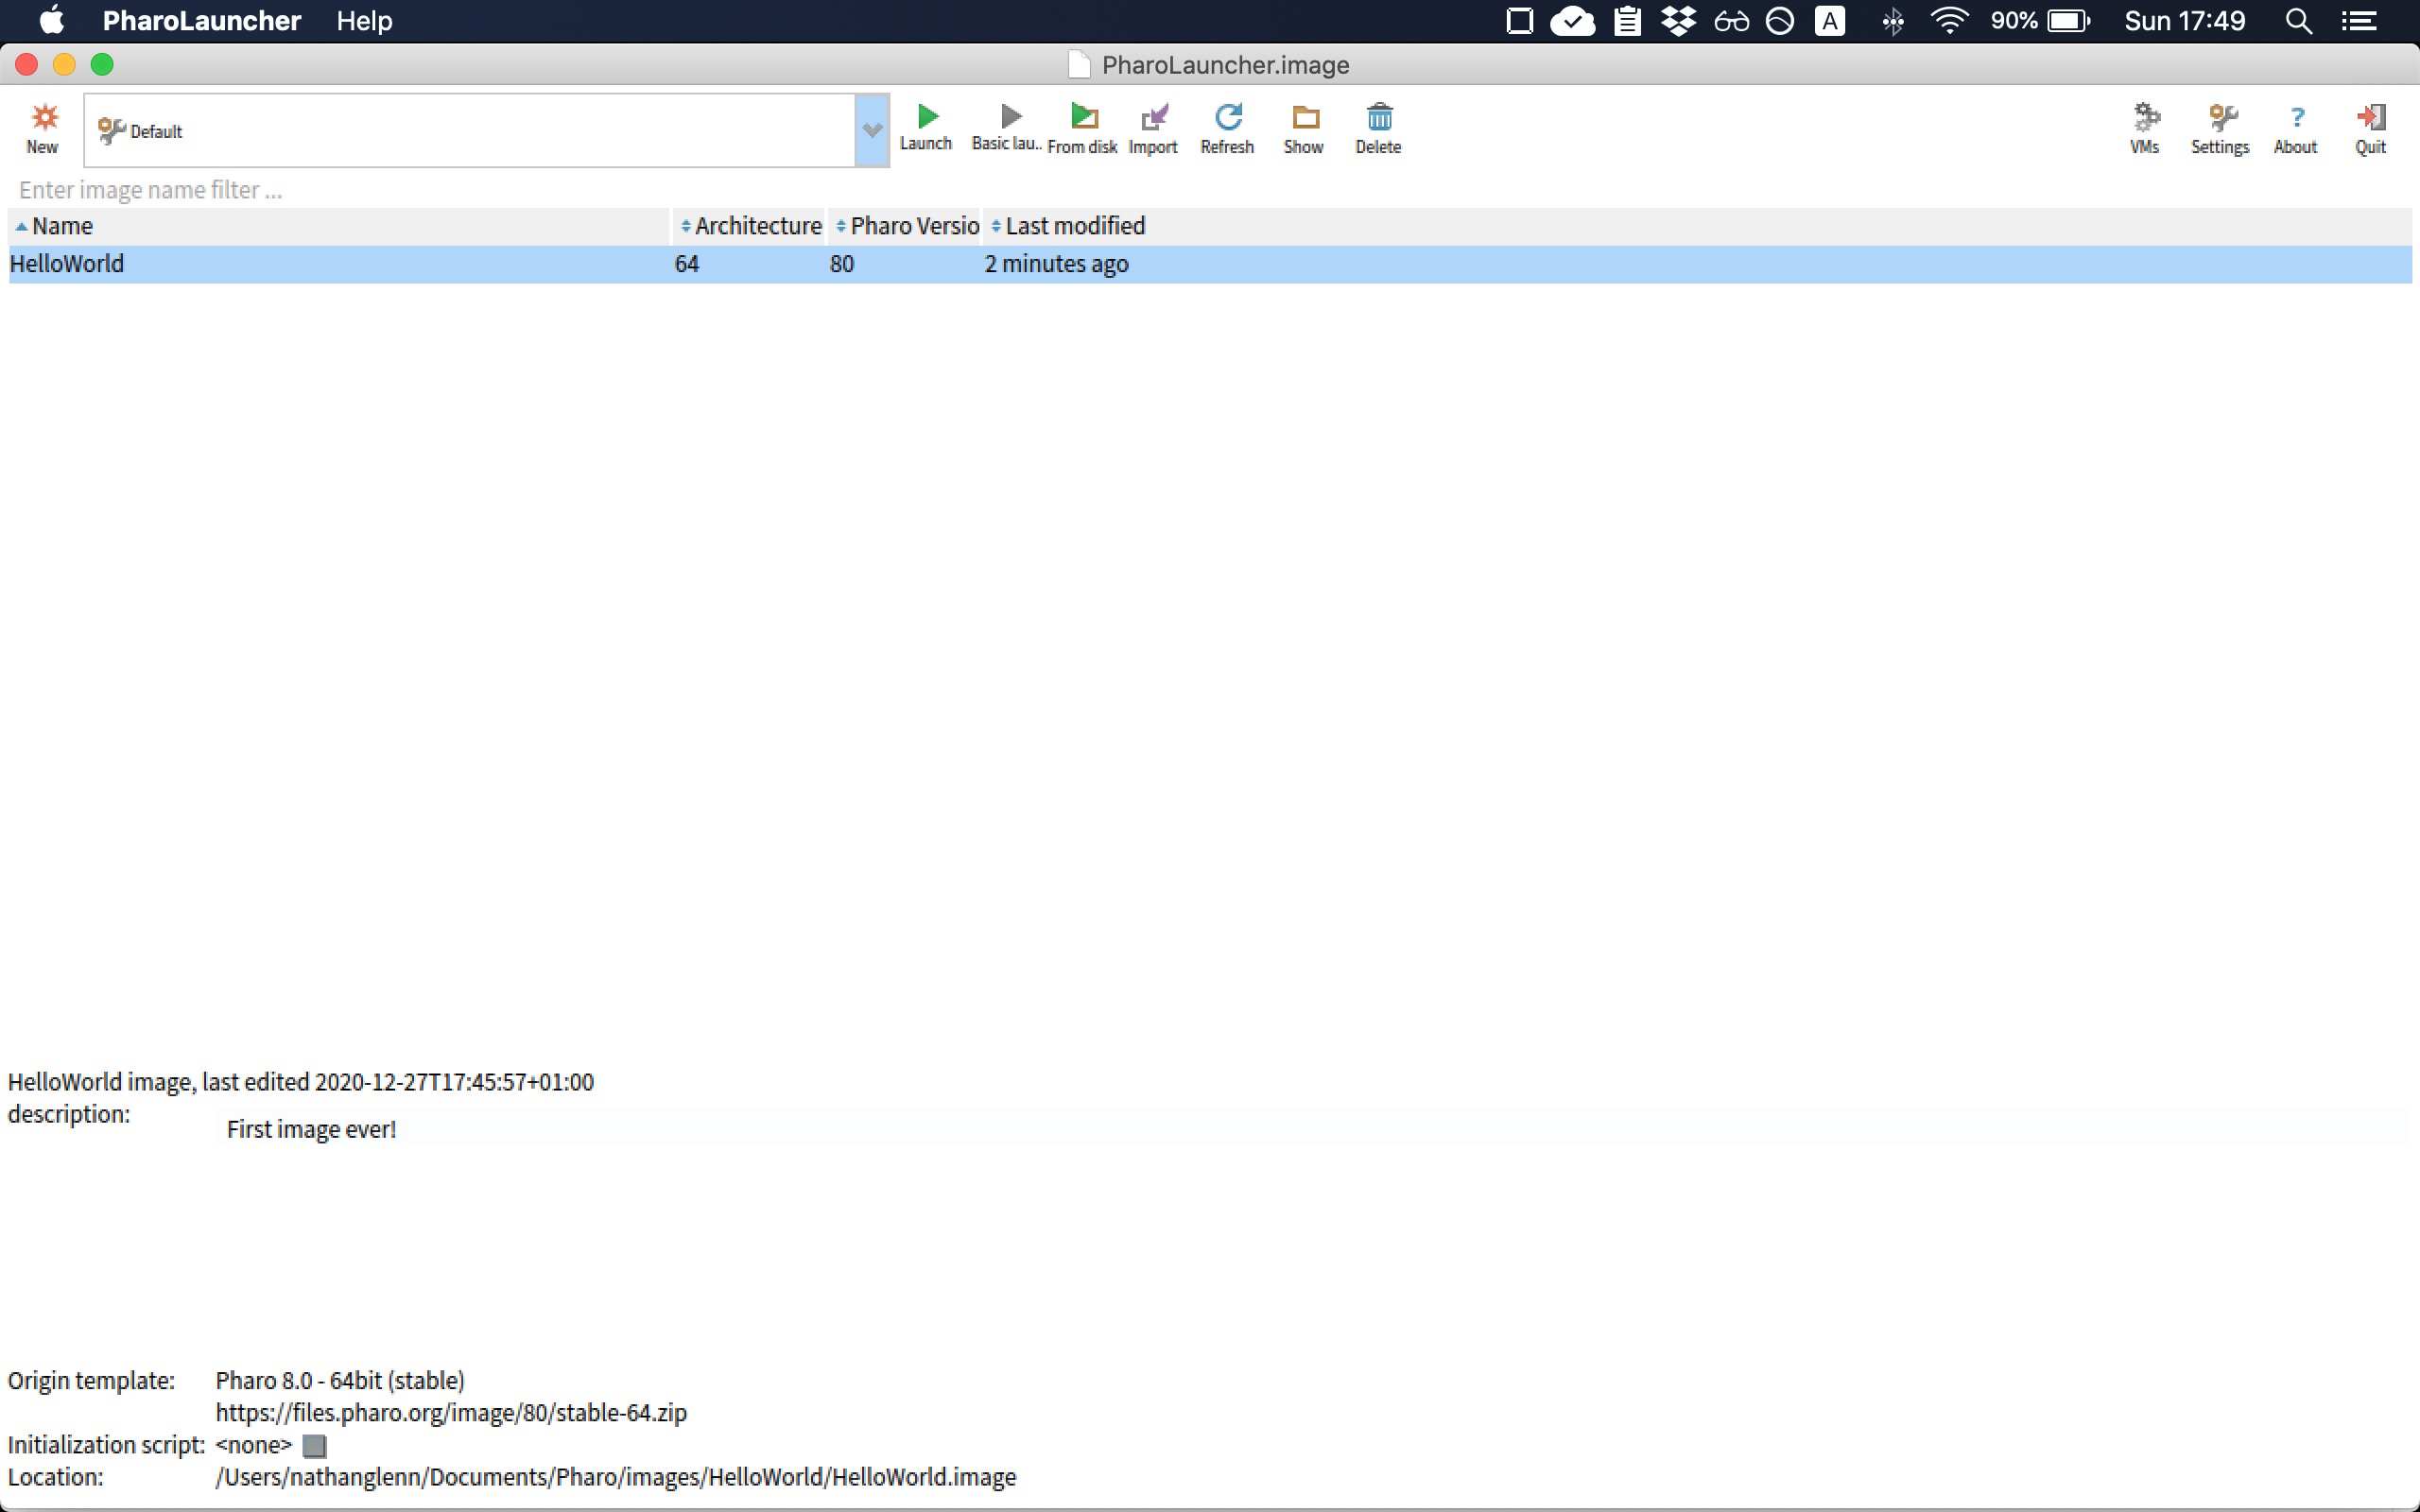 PharoLauncher Help A 90% Sun 17:49
PharoLauncher.image
New Default Launch Basic lau.. From disk Import Refresh Show Delete VMs Settings About Quit
Enter image name filter ...
Name Architecture Pharo Versio Last modified
HelloWorld 64 80 2 minutes ago
HelloWorld image, last edited 2020-12-27T17:45:57+01:00
description:
First image ever!
Origin template: Pharo 8.0 - 64bit (stable)
https://files.pharo.org/image/80/stable-64.zip
Initialization script: <none>
Location: /Users/nathanglenn/Documents/Pharo/images/HelloWorld/HelloWorld.image